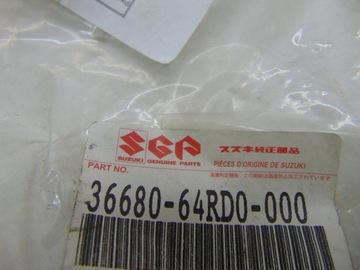 SGP スズキ純正部品
SUZUKI GENUINE PARTS PIÈCES D'ORIGINE DE SUZUKI
PART NO.
36680-64RD0-000